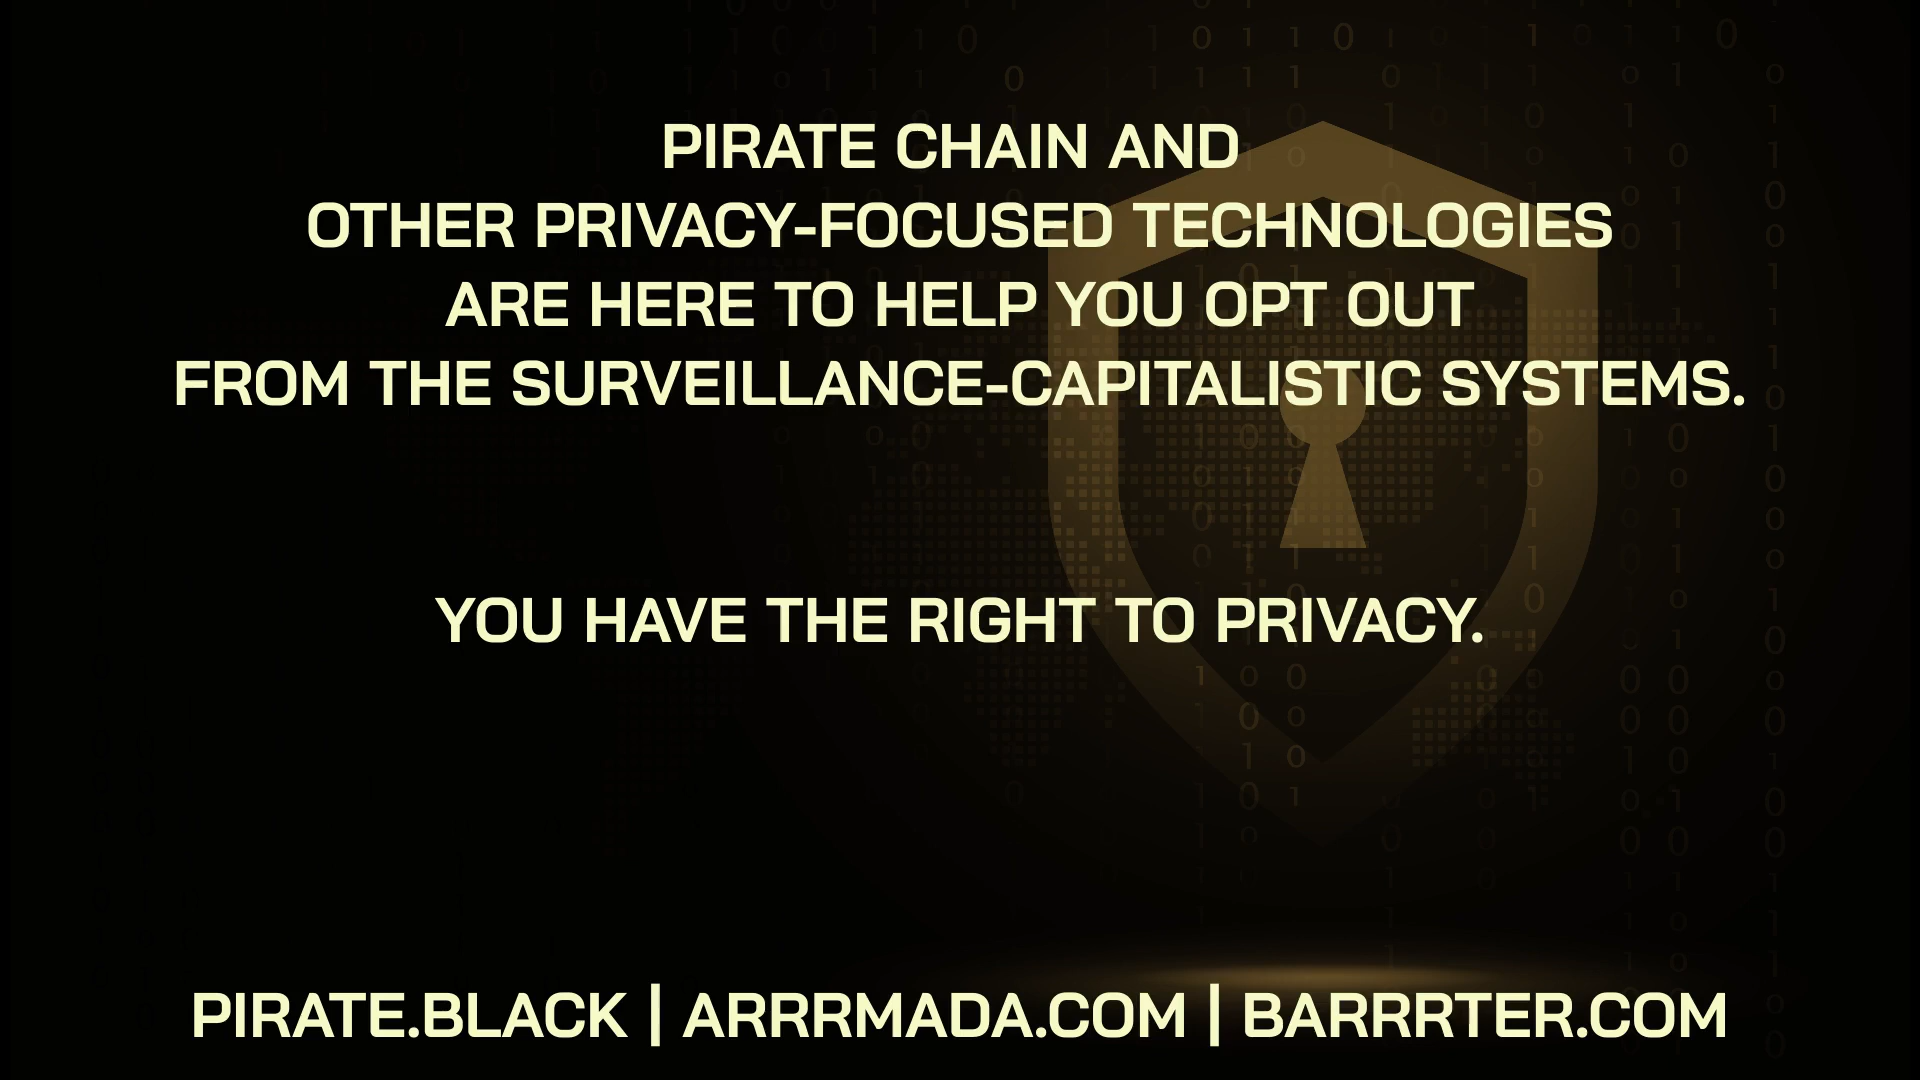 PIRATE CHAIN AND
OTHER PRIVACY-FOCUSED TECHNOLOGIES
ARE HERE TO HELP YOU OPT OUT
FROM THE SURVEILLANCE-CAPITALISTIC SYSTEMS.
YOU HAVE THE RIGHT TO PRIVACY.
PIRATE.BLACK | ARRRMADA.COM | BARRRTER.COM